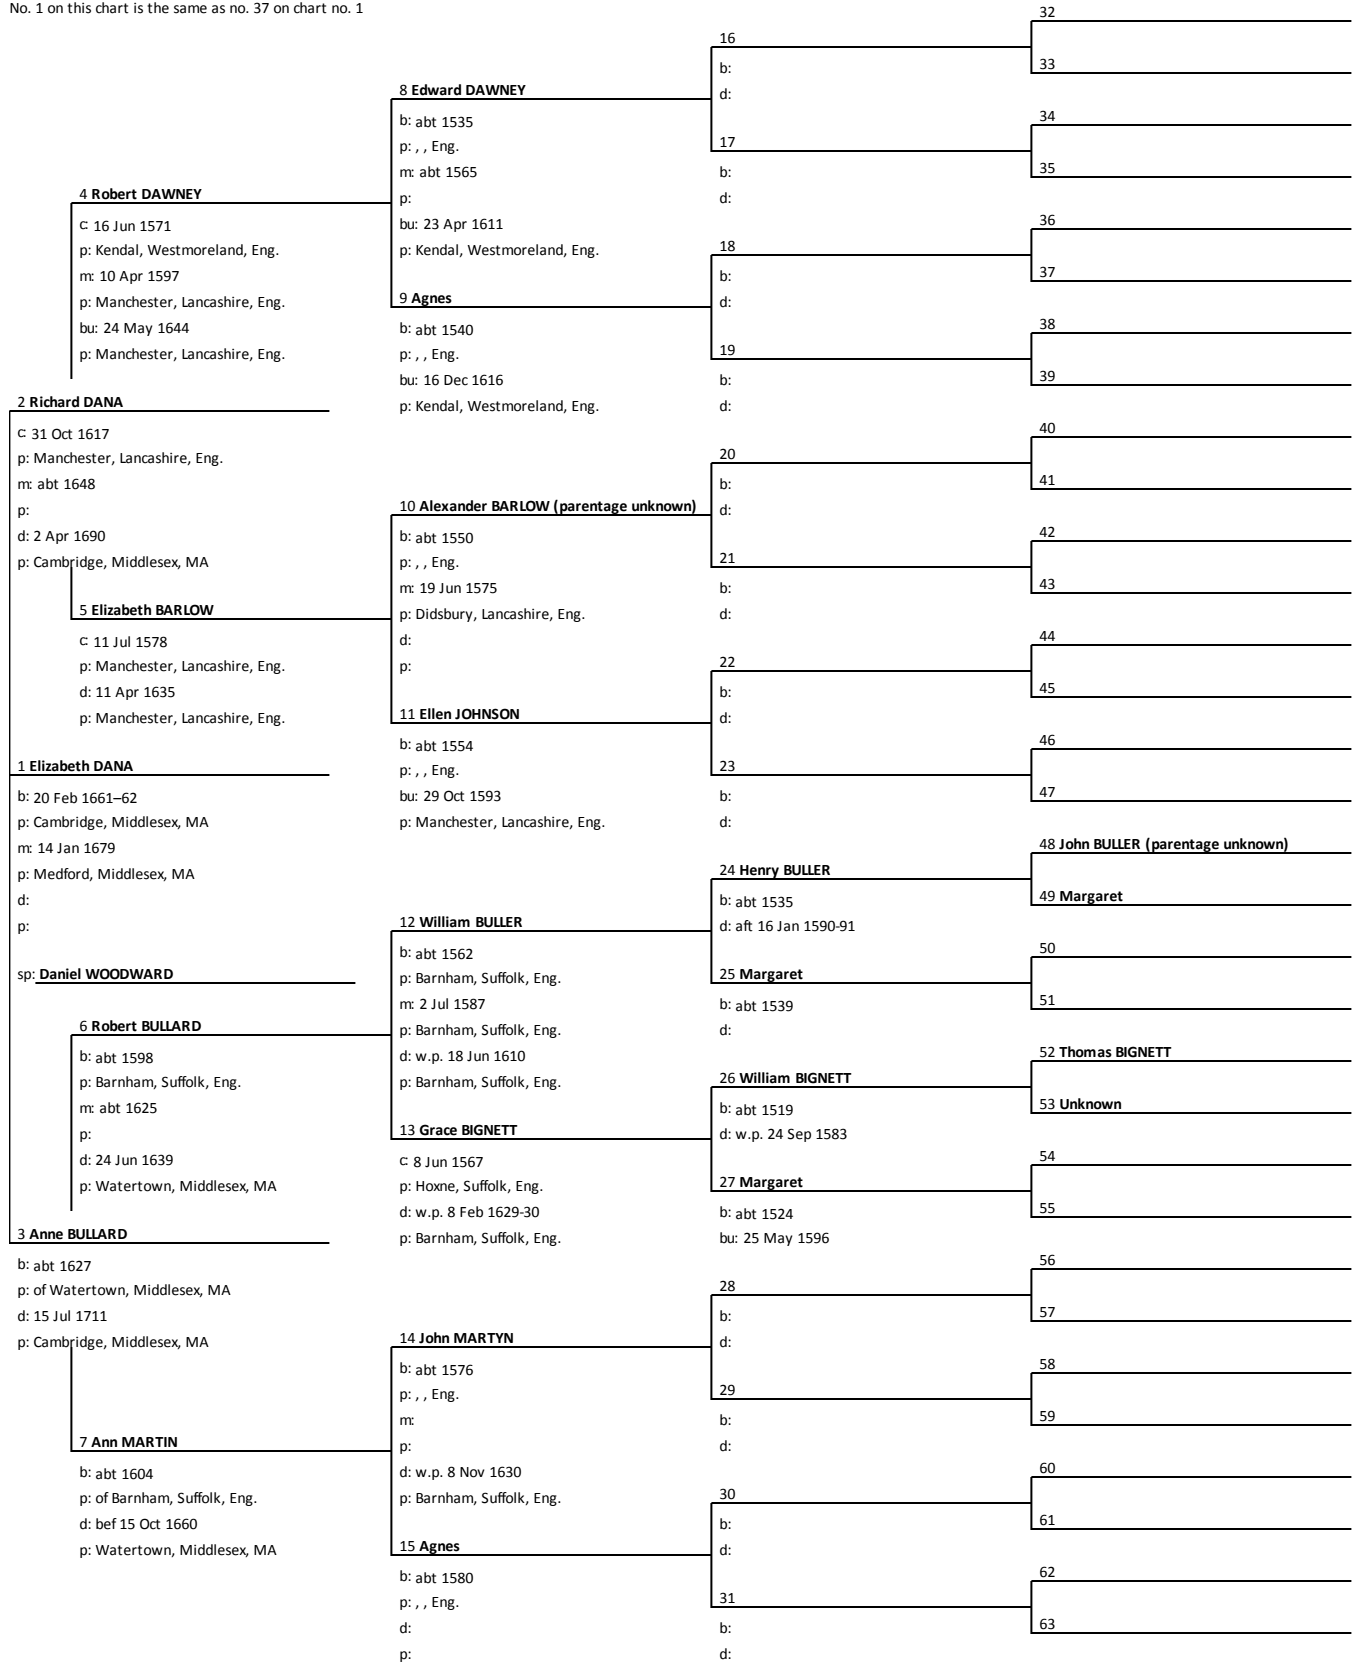 No. 1 on this chart is the same as no. 37 on chart no. 1
2 Richard DANA
c: 31 Oct 1617
p: Manchester, Lancashire, Eng.
m: abt 1648
p:
d: 2 Apr 1690
p: Cambridge, Middlesex, MA
1 Elizabeth DANA
b: 20 Feb 1661–62
p: Cambridge, Middlesex, MA
m: 14 Jan 1679
p: Medford, Middlesex, MA
d:
p:
sp: Daniel WOODWARD
3 Anne BULLARD
b: abt 1627
p: of Watertown, Middlesex, MA
d: 15 Jul 1711
p: Cambridge, Middlesex, MA
4 Robert DAWNEY
c: 16 Jun 1571
p: Kendal, Westmoreland, Eng.
m: 10 Apr 1597
p: Manchester, Lancashire, Eng.
bu: 24 May 1644
p: Manchester, Lancashire, Eng.
5 Elizabeth BARLOW
c: 11 Jul 1578
p: Manchester, Lancashire, Eng.
d: 11 Apr 1635
p: Manchester, Lancashire, Eng.
6 Robert BULLARD
b: abt 1598
p: Barnham, Suffolk, Eng.
m: abt 1625
p:
d: 24 Jun 1639
p: Watertown, Middlesex, MA
7 Ann MARTIN
b: abt 1604
p: of Barnham, Suffolk, Eng.
d: bef 15 Oct 1660
p: Watertown, Middlesex, MA
8 Edward DAWNEY
b: abt 1535
p: , , Eng.
m: abt 1565
p:
bu: 23 Apr 1611
p: Kendal, Westmoreland, Eng.
9 Agnes
b: abt 1540
p: , , Eng.
bu: 16 Dec 1616
p: Kendal, Westmoreland, Eng.
10 Alexander BARLOW (parentage unknown)
b: abt 1550
p: , , Eng.
m: 19 Jun 1575
p: Didsbury, Lancashire, Eng.
d:
p:
11 Ellen JOHNSON
b: abt 1554
p: , , Eng.
bu: 29 Oct 1593
p: Manchester, Lancashire, Eng.
12 William BULLER
b: abt 1562
p: Barnham, Suffolk, Eng.
m: 2 Jul 1587
p: Barnham, Suffolk, Eng.
d: w.p. 18 Jun 1610
p: Barnham, Suffolk, Eng.
13 Grace BIGNETT
c: 8 Jun 1567
p: Hoxne, Suffolk, Eng.
d: w.p. 8 Feb 1629-30
p: Barnham, Suffolk, Eng.
14 John MARTYN
b: abt 1576
p: , , Eng.
m:
p:
d: w.p. 8 Nov 1630
p: Barnham, Suffolk, Eng.
15 Agnes
b: abt 1580
p: , , Eng.
d:
p:
16
b:
d:
17
b:
d:
18
b:
d:
19
b:
d:
20
b:
d:
21
b:
d:
22
b:
d:
23
b:
d:
24 Henry BULLER
b: abt 1535
d: aft 16 Jan 1590-91
25 Margaret
b: abt 1539
d:
26 William BIGNETT
b: abt 1519
d: w.p. 24 Sep 1583
27 Margaret
b: abt 1524
bu: 25 May 1596
28
b:
d:
29
b:
d:
30
b:
d:
31
b:
d:
32
33
34
35
36
37
38
39
40
41
42
43
44
45
46
47
48 John BULLER (parentage unknown)
49 Margaret
50
51
52 Thomas BIGNETT
53 Unknown
54
55
56
57
58
59
60
61
62
63